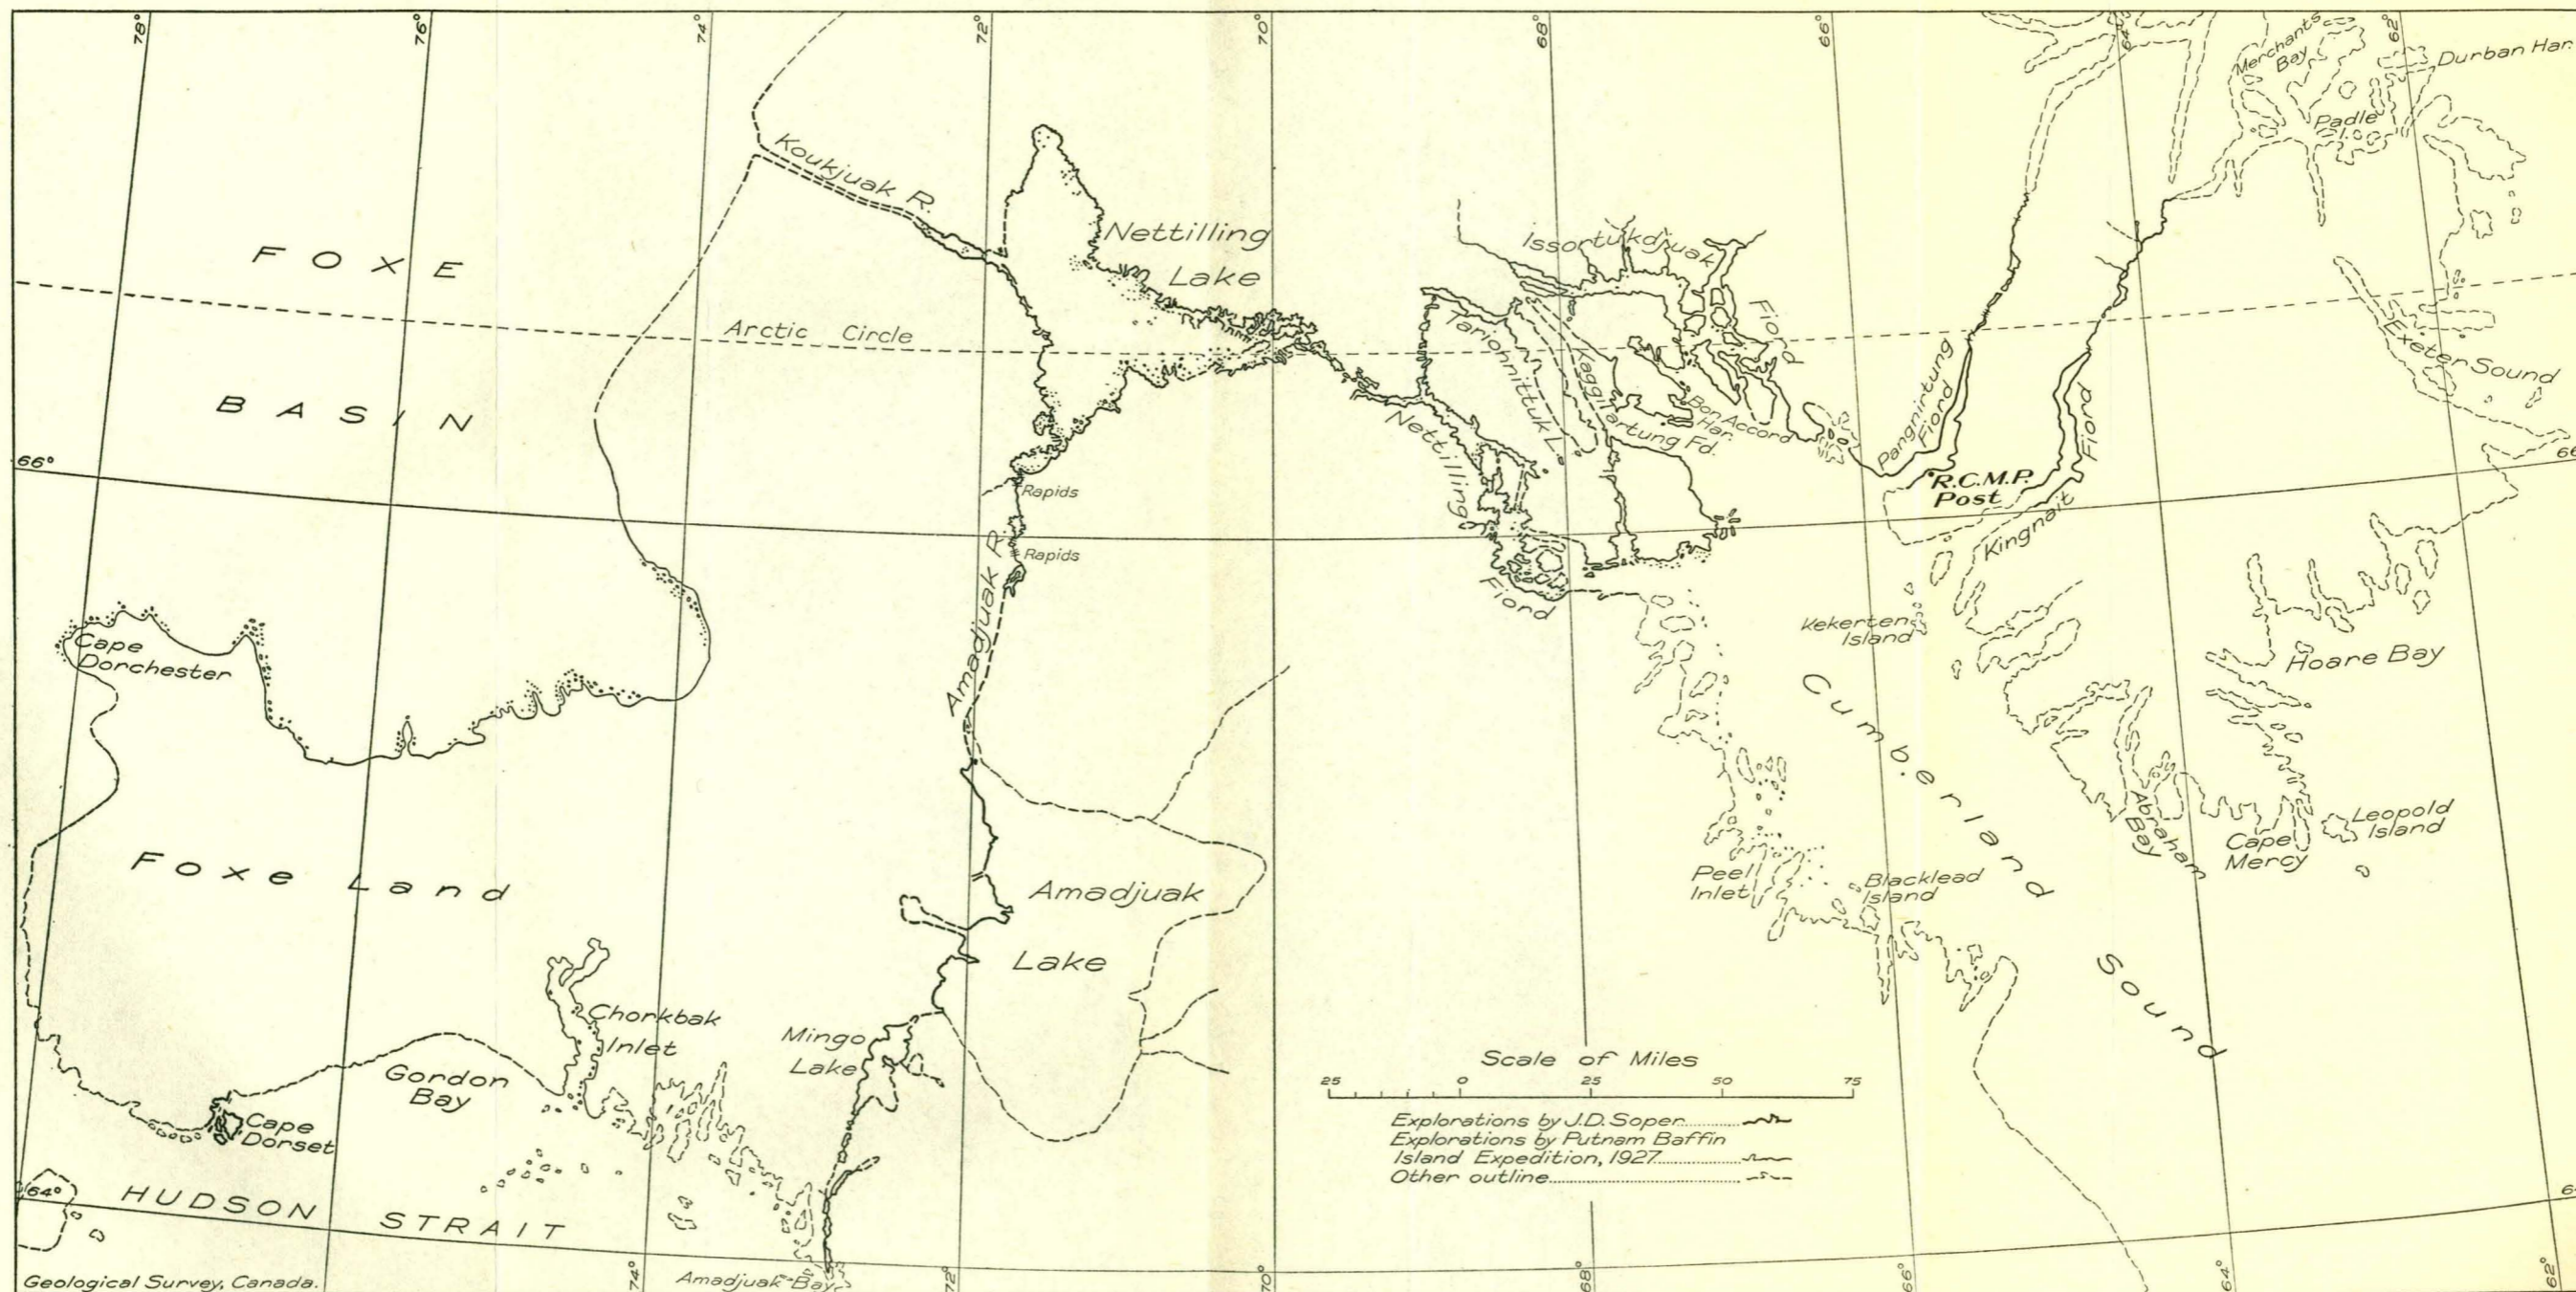 78°
76°
74°
72°
70°
68°
66°
64°
62°
Merchants
Bay
Durban Har.
Padle
I.
Koukjuak R.
Nettilling
Lake
Issortukdjuak
Fiord
FOXE
BASIN
Arctic Circle
Tariohnittuk L.
Kaggilartung Fd.
Bon Accord
Har.
Nettilling
Fiord
Pangnirtung
Fiord
Exeter Sound
66°
66
R.C.M.P.
Post
Kingnait
Fiord
Rapids
Rapids
Amadjuak R.
Cape
Dorchester
Kekerten
Island
Hoare Bay
Cumberland
Sound
Foxe Land
Amadjuak
Lake
Peel
Inlet
Blacklead
Island
Abraham
Bay
Cape
Mercy
Leopold
Island
Chorkbak
Inlet
Mingo
Lake
Gordon
Bay
Cape
Dorset
Scale of Miles
25 0 25 50 75
Explorations by J.D. Soper
Explorations by Putnam Baffin
Island Expedition, 1927
Other outline
64°
6
HUDSON STRAIT
Geological Survey, Canada.
74°
Amadjuak Bay
72°
70°
68°
66°
64°
62°